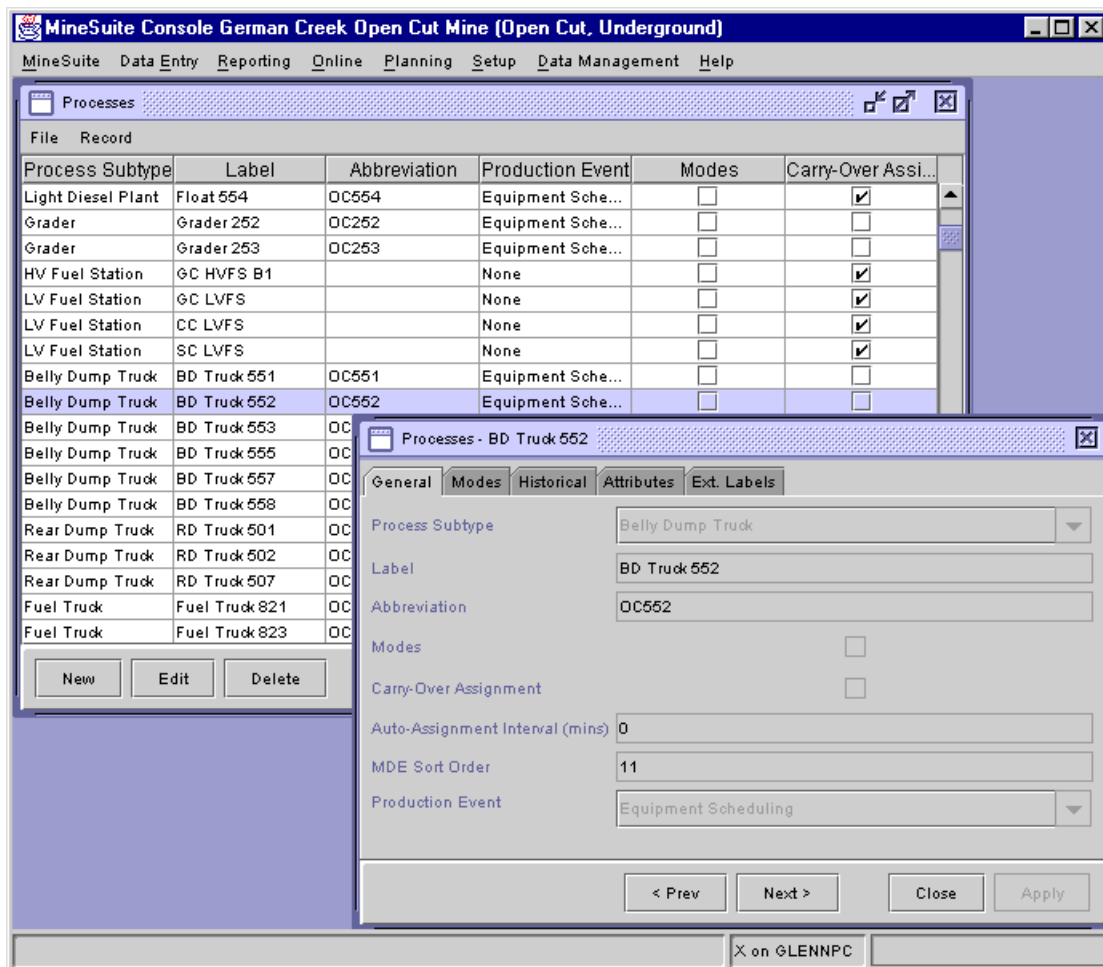 MineSuite Console German Creek Open Cut Mine (Open Cut, Underground)
MineSuite Data Entry Reporting Online Planning Setup Data Management Help
Processes
File Record
Process Subtype Label Abbreviation Production Event Modes Carry-Over Assi...
Light Diesel Plant Float 554 OC554 Equipment Sche...
Grader Grader 252 OC252 Equipment Sche...
Grader Grader 253 OC253 Equipment Sche...
HV Fuel Station GC HVFS B1 None
LV Fuel Station GC LVFS None
LV Fuel Station CC LVFS None
LV Fuel Station SC LVFS None
Belly Dump Truck BD Truck 551 OC551 Equipment Sche...
Belly Dump Truck BD Truck 552 OC552 Equipment Sche...
Belly Dump Truck BD Truck 553 OC
Belly Dump Truck BD Truck 555 OC
Belly Dump Truck BD Truck 557 OC
Belly Dump Truck BD Truck 558 OC
Rear Dump Truck RD Truck 501 OC
Rear Dump Truck RD Truck 502 OC
Rear Dump Truck RD Truck 507 OC
Fuel Truck Fuel Truck 821 OC
Fuel Truck Fuel Truck 823 OC
New Edit Delete
Processes - BD Truck 552
General Modes Historical Attributes Ext. Labels
Process Subtype Belly Dump Truck
Label BD Truck 552
Abbreviation OC552
Modes
Carry-Over Assignment
Auto-Assignment Interval (mins) 0
MDE Sort Order 11
Production Event Equipment Scheduling
< Prev Next > Close Apply
X on GLENNPC